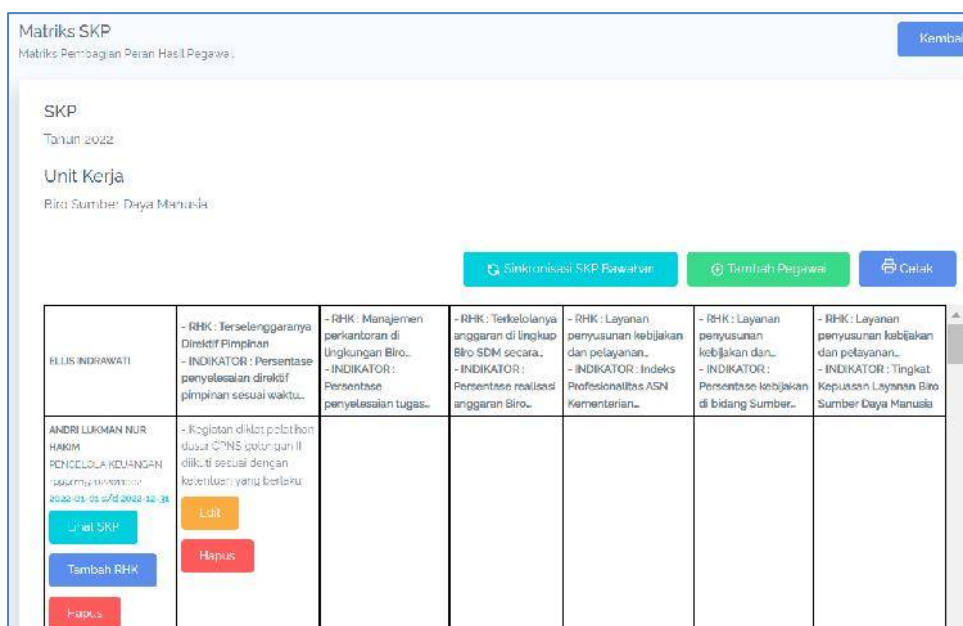 Matriks SKP
Matriks Pembagian Peran Hasil Pegawai
Kembal
SKP
Tahun 2022
Unit Kerja
Biro Sumber Daya Manusia
Sinkronisasi SKP Bawahan
Tambah Pegawai
Cetak
ELLIS INDRAWATI
- RHK : Terselenggaranya
Direktif Pimpinan
- INDIKATOR : Persentase
penyelesaian direktif
pimpinan sesuai waktu...
- RHK : Manajemen
perkantoran di
lingkungan Biro...
- INDIKATOR :
Persentase
penyelesaian tugas...
- RHK : Terkelolanya
anggaran di lingkup
Biro SDM secara...
- INDIKATOR :
Persentase realisasi
anggaran Biro...
- RHK : Layanan
penyusunan kebijakan
dan pelayanan...
- INDIKATOR : Indeks
Profesionalitas ASN
Kementerian...
- RHK : Layanan
penyusunan
kebijakan dan...
- INDIKATOR :
Persentase kebijakan
di bidang Sumber...
- RHK : Layanan
penyusunan kebijakan
dan pelayanan...
- INDIKATOR : Tingkat
Kepuasan Layanan Biro
Sumber Daya Manusia
ANDRI LUKMAN NUR
HAKIM
PENGELOLA KEUANGAN
2022-01-01 s/d 2022-12-31
Lihat SKP
Tambah RHK
Hapus
- Kegiatan diklat pelatihan
dasar CPNS golongan II
diikuti sesuai dengan
ketentuan yang berlaku
Edit
Hapus